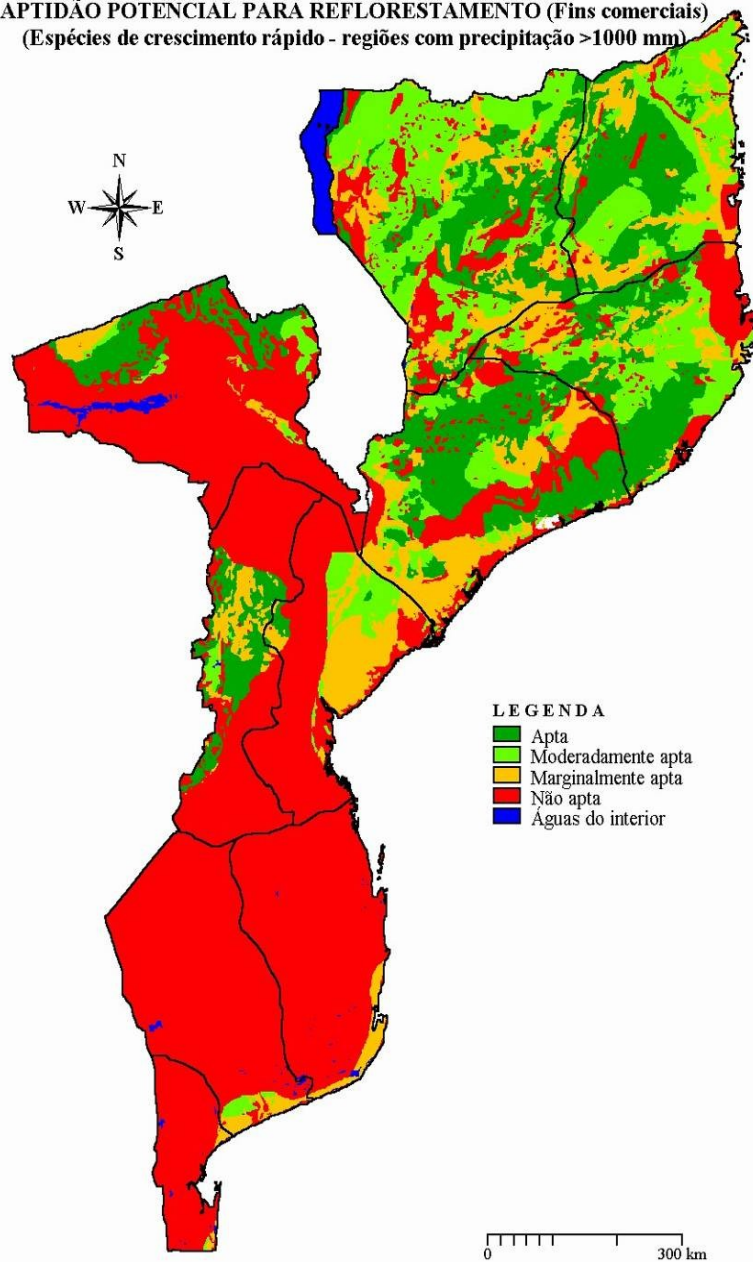 APTIDÃO POTENCIAL PARA REFLORESTAMENTO (Fins comerciais)
(Espécies de crescimento rápido - regiões com precipitação >1000 mm)
N
W E
S
LEGENDA
Apta
Moderadamente apta
Marginalmente apta
Não apta
Águas do interior
0 300 km